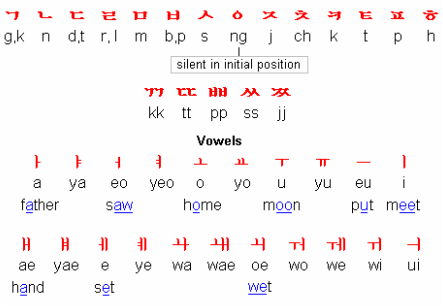 ㄱ ㄴ ㄷ ㄹ ㅁ ㅂ ㅅ ㅇ ㅈ ㅊ ㅋ ㅌ ㅍ ㅎ
g,k n d,t r, l m b,p s ng j ch k t p h
silent in initial position
ㄲ ㄸ ㅃ ㅆ ㅉ
kk tt pp ss jj
Vowels
ㅏ ㅑ ㅓ ㅕ ㅗ ㅛ ㅜ ㅠ ㅡ ㅣ
a ya eo yeo o yo u yu eu i
father saw home moon put meet
ㅐ ㅒ ㅔ ㅖ ㅘ ㅙ ㅚ ㅝ ㅞ ㅟ ㅢ
ae yae e ye wa wae oe wo we wi ui
hand set wet